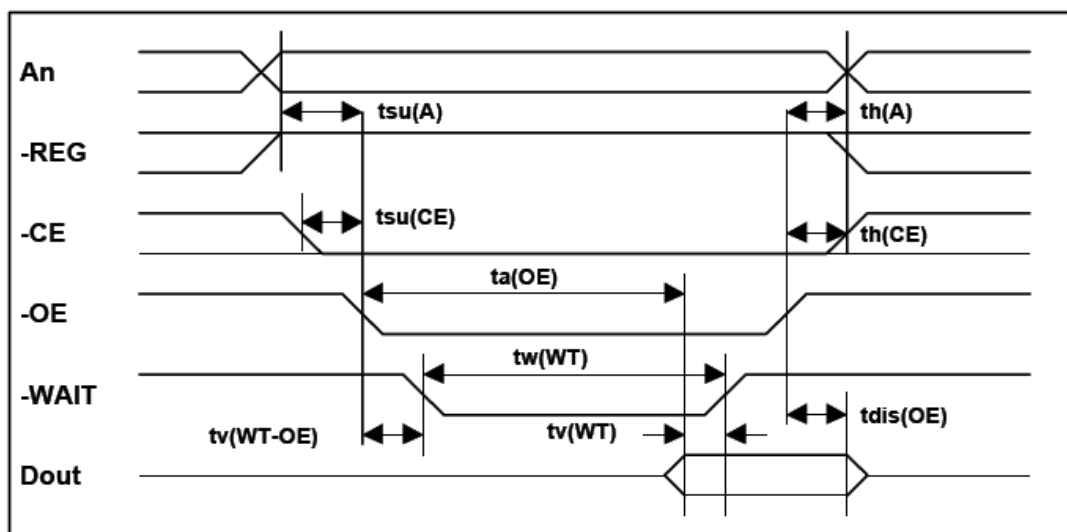 An
tsu(A)
th(A)
-REG
tsu(CE)
-CE
th(CE)
ta(OE)
-OE
tw(WT)
-WAIT
tv(WT-OE)
tv(WT)
tdis(OE)
Dout